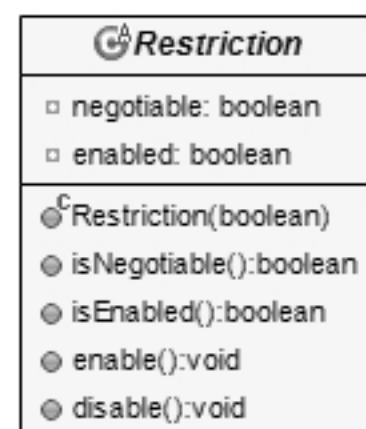 Restriction
negotiable: boolean
enabled: boolean
Restriction(boolean)
isNegotiable():boolean
isEnabled():boolean
enable():void
disable():void